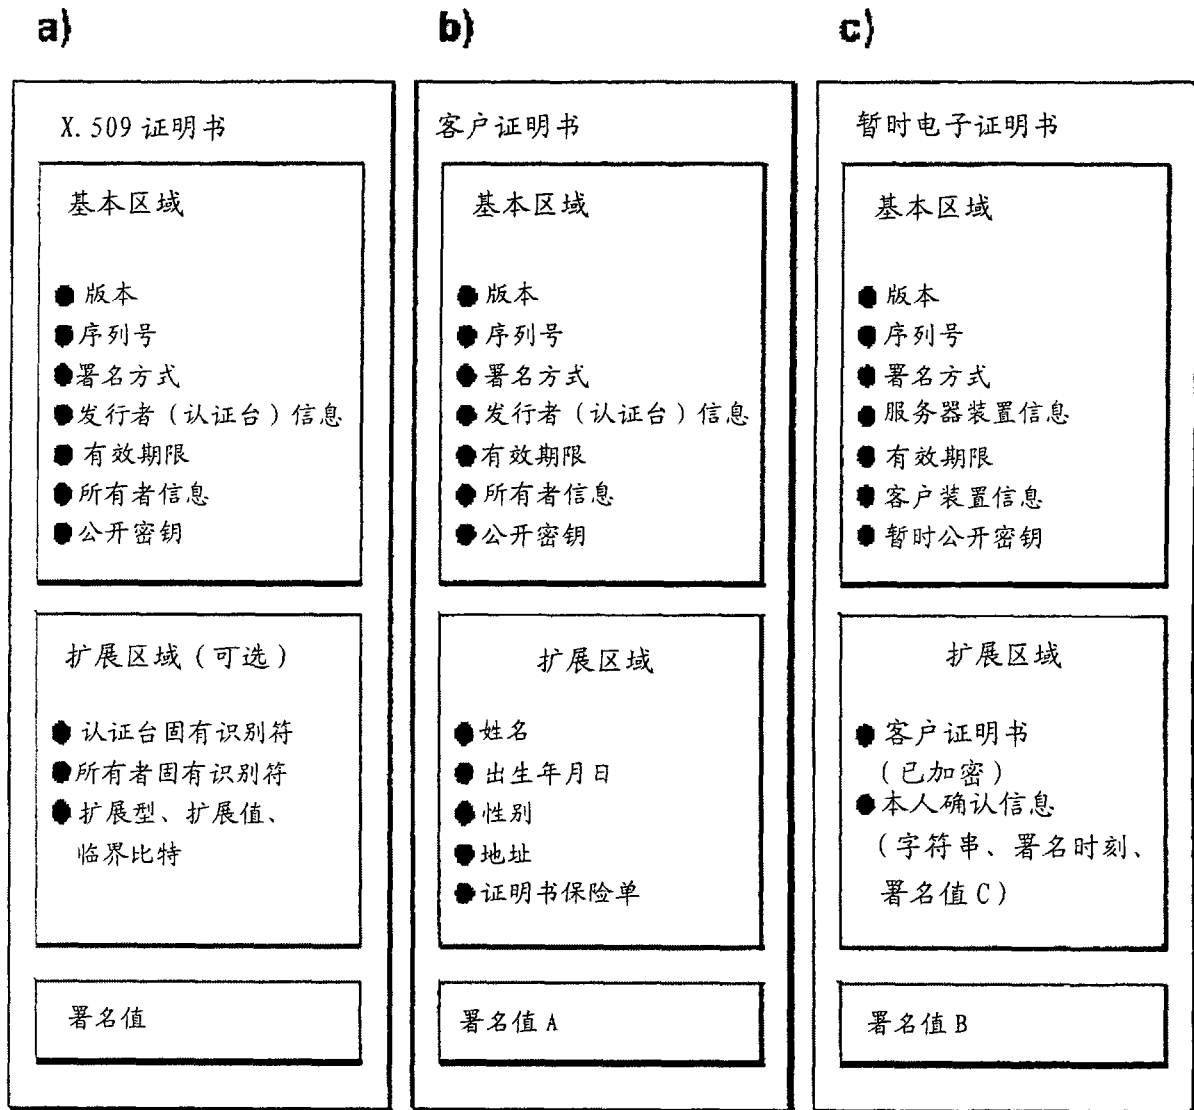 a)
X.509 证明书
基本区域
●版本
●序列号
●署名方式
●发行者(认证台)信息
●有效期限
●所有者信息
●公开密钥
扩展区域(可选)
●认证台固有识别符
●所有者固有识别符
●扩展型、扩展值、
临界比特
署名值
b)
客户证明书
基本区域
●版本
●序列号
●署名方式
●发行者(认证台)信息
●有效期限
●所有者信息
●公开密钥
扩展区域
●姓名
●出生年月日
●性别
●地址
●证明书保险单
署名值 A
c)
暂时电子证明书
基本区域
●版本
●序列号
●署名方式
●服务器装置信息
●有效期限
●客户装置信息
●暂时公开密钥
扩展区域
●客户证明书
(已加密)
●本人确认信息
(字符串、署名时刻、
署名值 C)
署名值 B